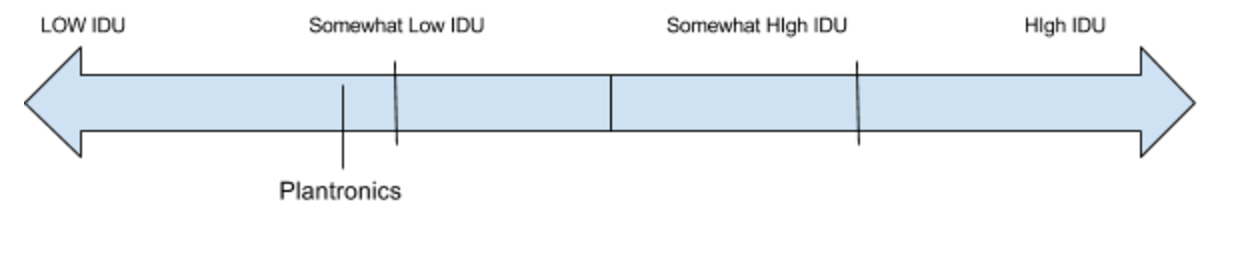 LOW IDU
Somewhat Low IDU
Somewhat HIgh IDU
HIgh IDU
Plantronics